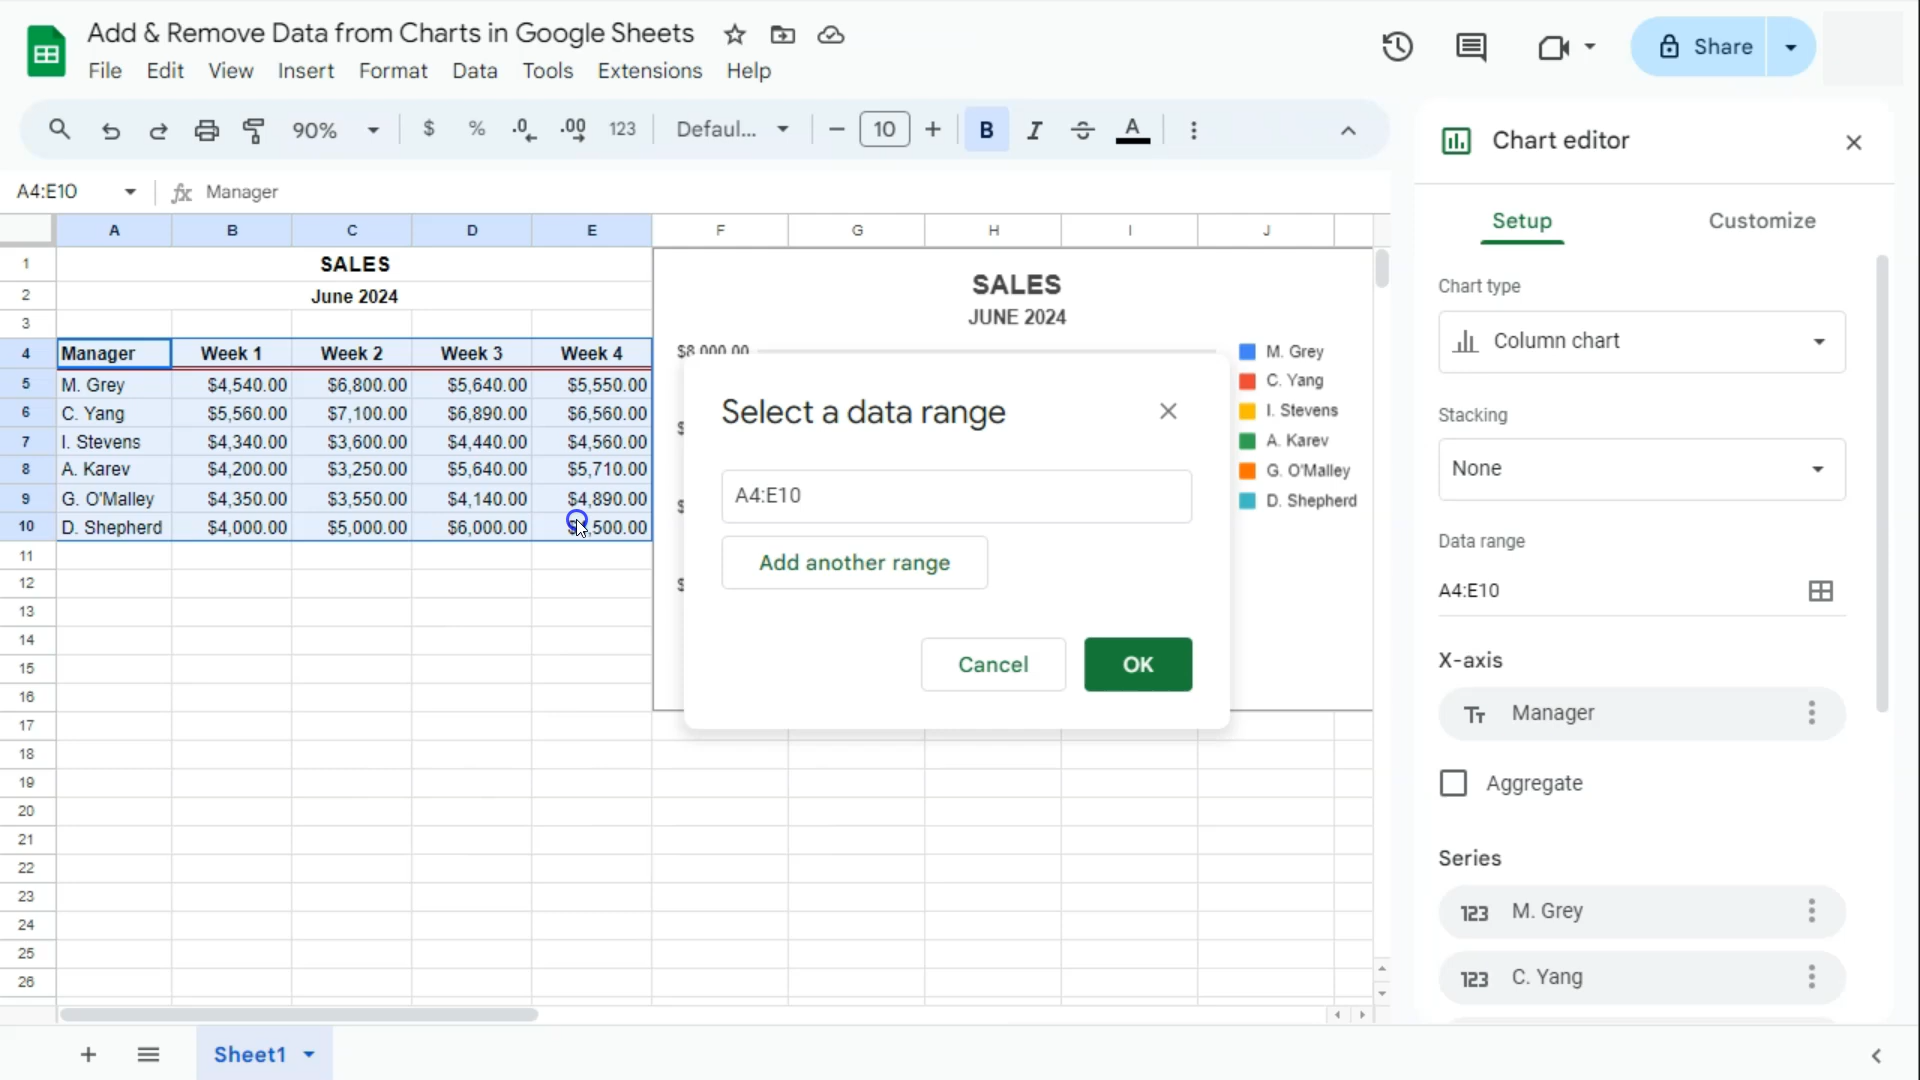 Add & Remove Data from Charts in Google Sheets
File Edit View Insert Format Data Tools Extensions Help
Share
90% $ % .0 .00 123 Defaul... 10 B I A
A4:E10 Manager
A B C D E F G H I J
1 SALES
2 June 2024
3
4 Manager Week 1 Week 2 Week 3 Week 4
5 M. Grey $4,540.00 $6,800.00 $5,640.00 $5,550.00
6 C. Yang $5,560.00 $7,100.00 $6,890.00 $6,560.00
7 I. Stevens $4,340.00 $3,600.00 $4,440.00 $4,560.00
8 A. Karev $4,200.00 $3,250.00 $5,640.00 $5,710.00
9 G. O'Malley $4,350.00 $3,550.00 $4,140.00 $4,890.00
10 D. Shepherd $4,000.00 $5,000.00 $6,000.00
11
12
13
14
15
16
17
18
19
20
21
22
23
24
25
26
SALES
JUNE 2024
$8,000.00
M. Grey
C. Yang
I. Stevens
A. Karev
G. O'Malley
D. Shepherd
Select a data range
A4:E10
Add another range
Cancel OK
Chart editor
Setup Customize
Chart type
Column chart
Stacking
None
Data range
A4:E10
X-axis
Tт Manager
Aggregate
Series
123 M. Grey
123 C. Yang
Sheet1